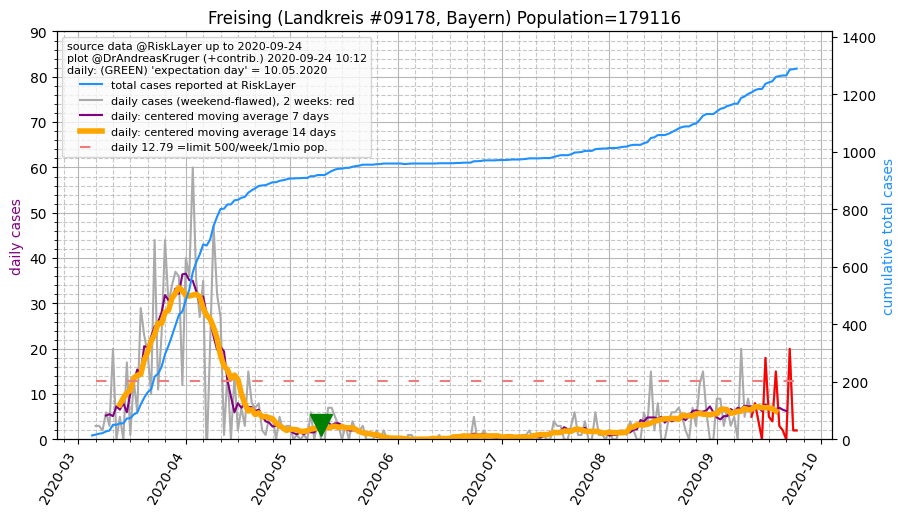 Freising (Landkreis #09178, Bayern) Population=179116
source data @RiskLayer up to 2020-09-24
plot @DrAndreasKruger (+contrib.) 2020-09-24 10:12
daily: (GREEN) 'expectation day' = 10.05.2020
total cases reported at RiskLayer
daily cases (weekend-flawed), 2 weeks: red
daily: centered moving average 7 days
daily: centered moving average 14 days
daily 12.79 =limit 500/week/1mio pop.
daily cases
90
80
70
60
50
40
30
20
10
0
1400
1200
1000
800
600
400
200
0
cumulative total cases
2020-03
2020-04
2020-05
2020-06
2020-07
2020-08
2020-09
2020-10